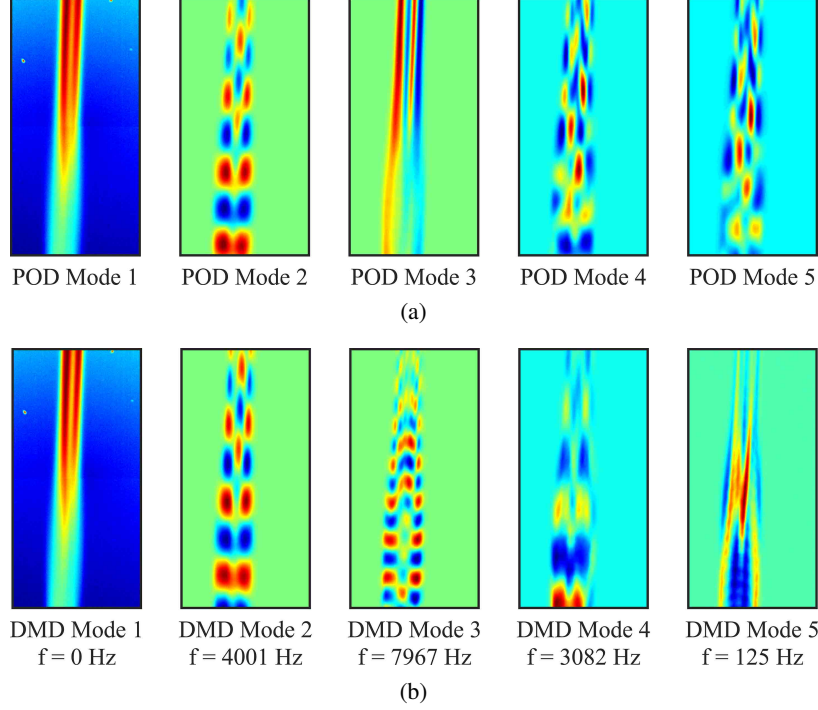 POD Mode 1 POD Mode 2 POD Mode 3 POD Mode 4 POD Mode 5
(a)
DMD Mode 1 DMD Mode 2 DMD Mode 3 DMD Mode 4 DMD Mode 5
f = 0 Hz f = 4001 Hz f = 7967 Hz f = 3082 Hz f = 125 Hz
(b)